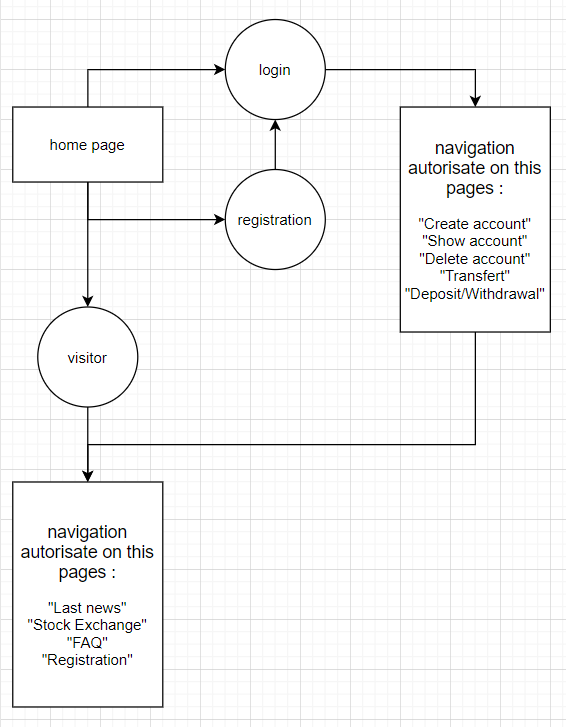 login
home page
navigation
autorisate on this
pages :
"Create account"
"Show account"
"Delete account"
"Transfert"
"Deposit/Withdrawal"
registration
visitor
navigation
autorisate on this
pages :
"Last news"
"Stock Exchange"
"FAQ"
"Registration"